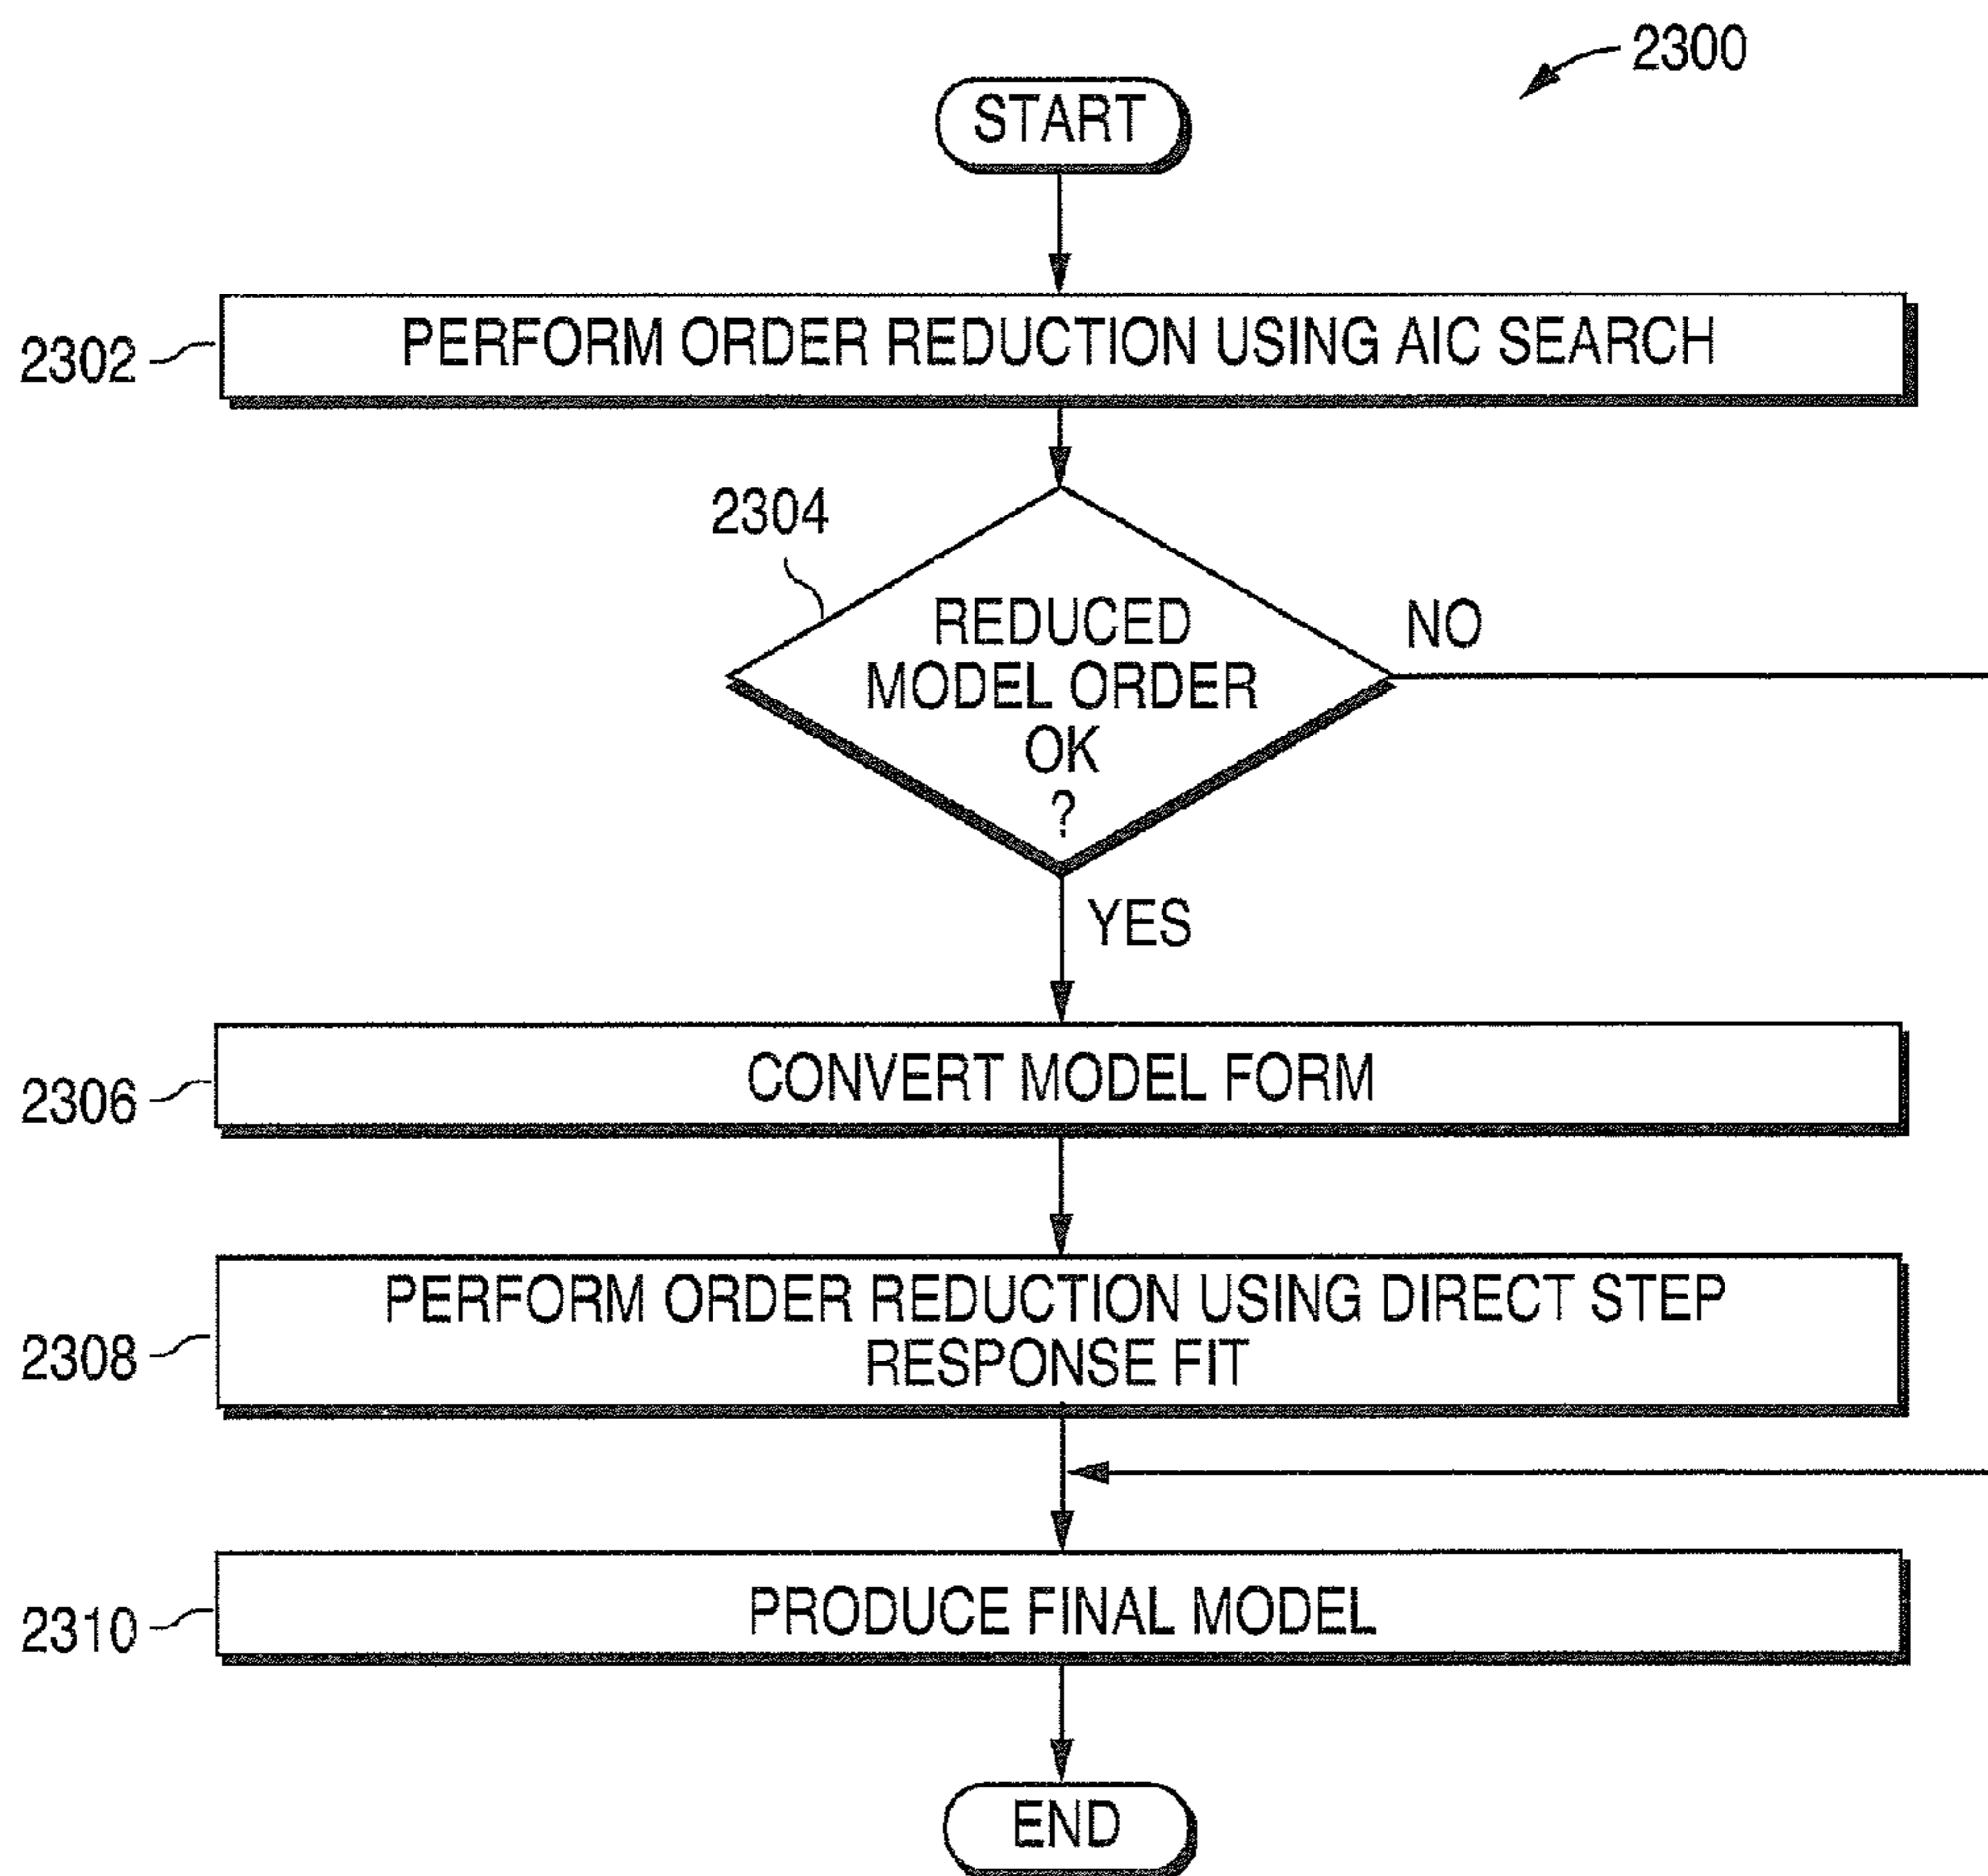 2300
START
2302
PERFORM ORDER REDUCTION USING AIC SEARCH
2304
REDUCED
MODEL ORDER
OK
?
NO
YES
2306
CONVERT MODEL FORM
2308
PERFORM ORDER REDUCTION USING DIRECT STEP
RESPONSE FIT
2310
PRODUCE FINAL MODEL
END